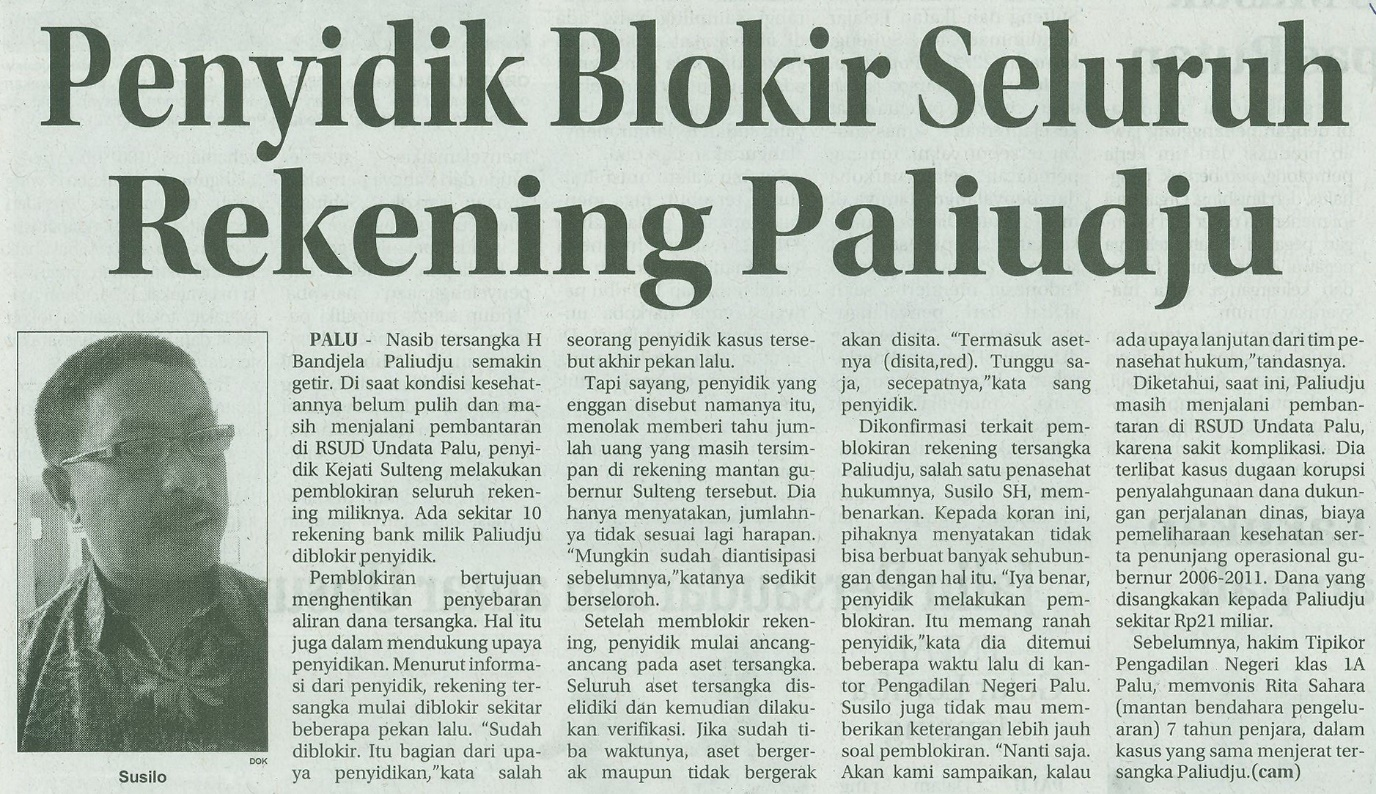 Penyidik Blokir Seluruh
Rekening Paliudju
DOK
Susilo
PALU - Nasib tersangka H
Bandjela Paliudju semakin
getir. Di saat kondisi kesehat-
annya belum pulih dan ma-
sih menjalani pembantaran
di RSUD Undata Palu, penyi-
dik Kejati Sulteng melakukan
pemblokiran seluruh reken-
ing miliknya. Ada sekitar 10
rekening bank milik Paliudju
diblokir penyidik.
Pemblokiran bertujuan
menghentikan penyebaran
aliran dana tersangka. Hal itu
juga dalam mendukung upaya
penyidikan. Menurut informa-
si dari penyidik, rekening ter-
sangka mulai diblokir sekitar
beberapa pekan lalu. “Sudah
diblokir. Itu bagian dari upa-
ya penyidikan,”kata salah
seorang penyidik kasus terse-
but akhir pekan lalu.
Tapi sayang, penyidik yang
enggan disebut namanya itu,
menolak memberi tahu jum-
lah uang yang masih tersim-
pan di rekening mantan gu-
bernur Sulteng tersebut. Dia
hanya menyatakan, jumlahn-
ya tidak sesuai lagi harapan.
“Mungkin sudah diantisipasi
sebelumnya,”katanya sedikit
berseloroh.
Setelah memblokir reken-
ing, penyidik mulai ancang-
ancang pada aset tersangka.
Seluruh aset tersangka dis-
elidiki dan kemudian dilaku-
kan verifikasi. Jika sudah ti-
ba waktunya, aset berger-
ak maupun tidak bergerak
akan disita. “Termasuk aset-
nya (disita,red). Tunggu sa-
ja, secepatnya,”kata sang
penyidik.
Dikonfirmasi terkait pem-
blokiran rekening tersangka
Paliudju, salah satu penasehat
hukumnya, Susilo SH, mem-
benarkan. Kepada koran ini,
pihaknya menyatakan tidak
bisa berbuat banyak sehubun-
gan dengan hal itu. “Iya benar,
penyidik melakukan pem-
blokiran. Itu memang ranah
penyidik,”kata dia ditemui
beberapa waktu lalu di kan-
tor Pengadilan Negeri Palu.
Susilo juga tidak mau mem-
berikan keterangan lebih jauh
soal pemblokiran. “Nanti saja.
Akan kami sampaikan, kalau
ada upaya lanjutan dari tim pe-
nasehat hukum,”tandasnya.
Diketahui, saat ini, Paliudju
masih menjalani pemban-
taran di RSUD Undata Palu,
karena sakit komplikasi. Dia
terlibat kasus dugaan korupsi
penyalahgunaan dana dukun-
gan perjalanan dinas, biaya
pemeliharaan kesehatan ser-
ta penunjang operasional gu-
bernur 2006-2011. Dana yang
disangkakan kepada Paliudju
sekitar Rp21 miliar.
Sebelumnya, hakim Tipikor
Pengadilan Negeri klas 1A
Palu, memvonis Rita Sahara
(mantan bendahara pengelu-
aran) 7 tahun penjara, dalam
kasus yang sama menjerat ter-
sangka Paliudju.(cam)